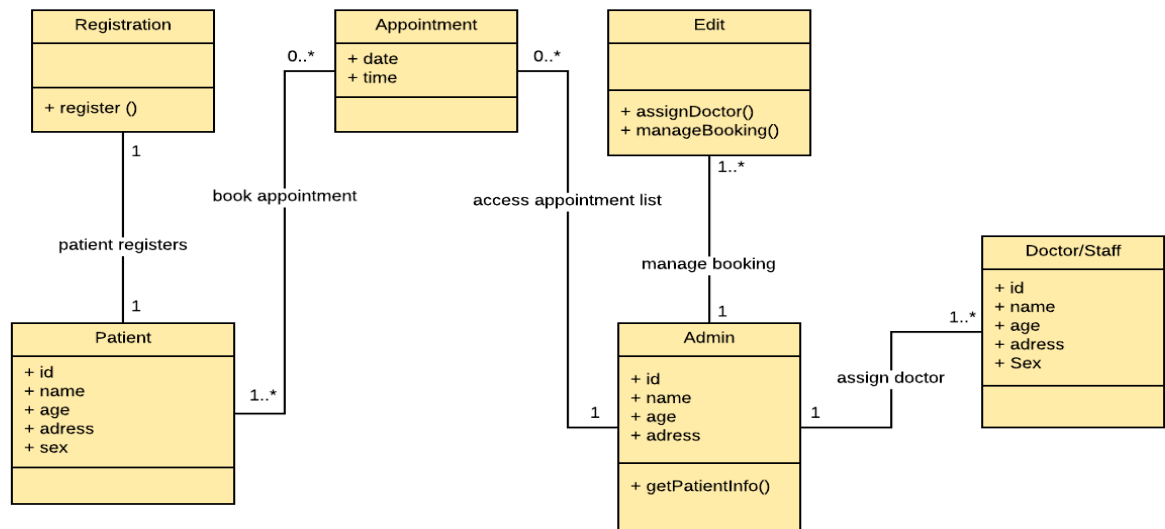 Registration
+ register ()
1
patient registers
1
Patient
+ id
+ name
+ age
+ adress
+ sex
1..*
book appointment
0..*
Appointment
+ date
+ time
0..*
access appointment list
1
Edit
+ assignDoctor()
+ manageBooking()
1..*
manage booking
1
Admin
+ id
+ name
+ age
+ adress
+ getPatientInfo()
1
assign doctor
1..*
Doctor/Staff
+ id
+ name
+ age
+ adress
+ Sex